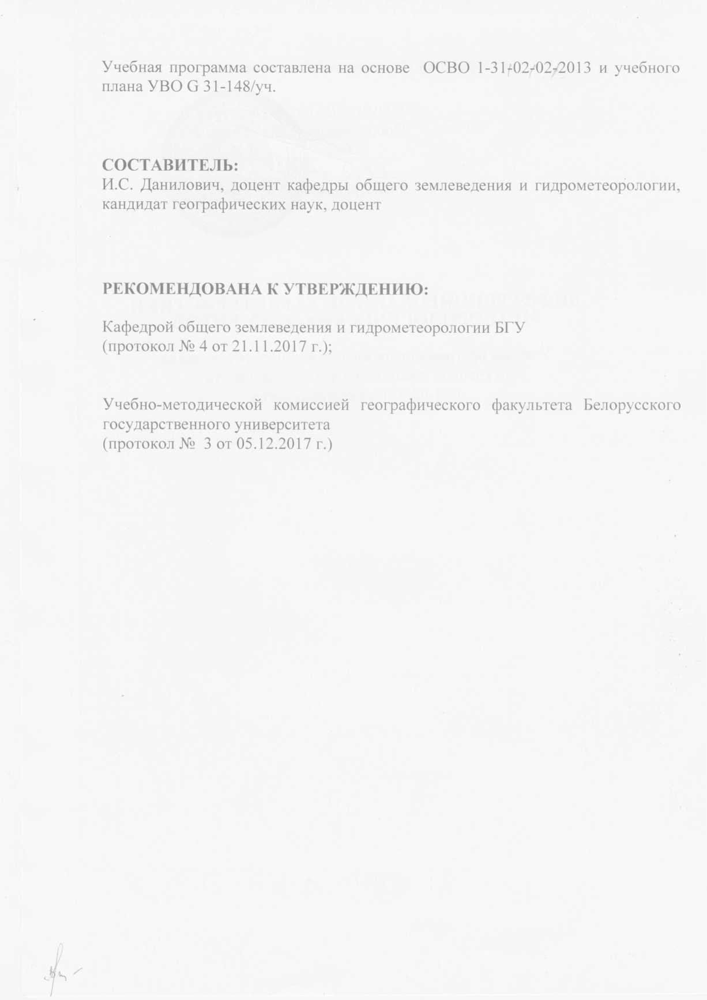 Учебная программа составлена на основе ОСВО 1-31-02-02-2013 и учебного
плана УВО G 31-148/уч.
СОСТАВИТЕЛЬ:
И.С. Данилович, доцент кафедры общего землеведения и гидрометеорологии,
кандидат географических наук, доцент
РЕКОМЕНДОВАНА К УТВЕРЖДЕНИЮ:
Кафедрой общего землеведения и гидрометеорологии БГУ
(протокол № 4 от 21.11.2017 г.);
Учебно-методической комиссией географического факультета Белорусского
государственного университета
(протокол № 3 от 05.12.2017 г.)